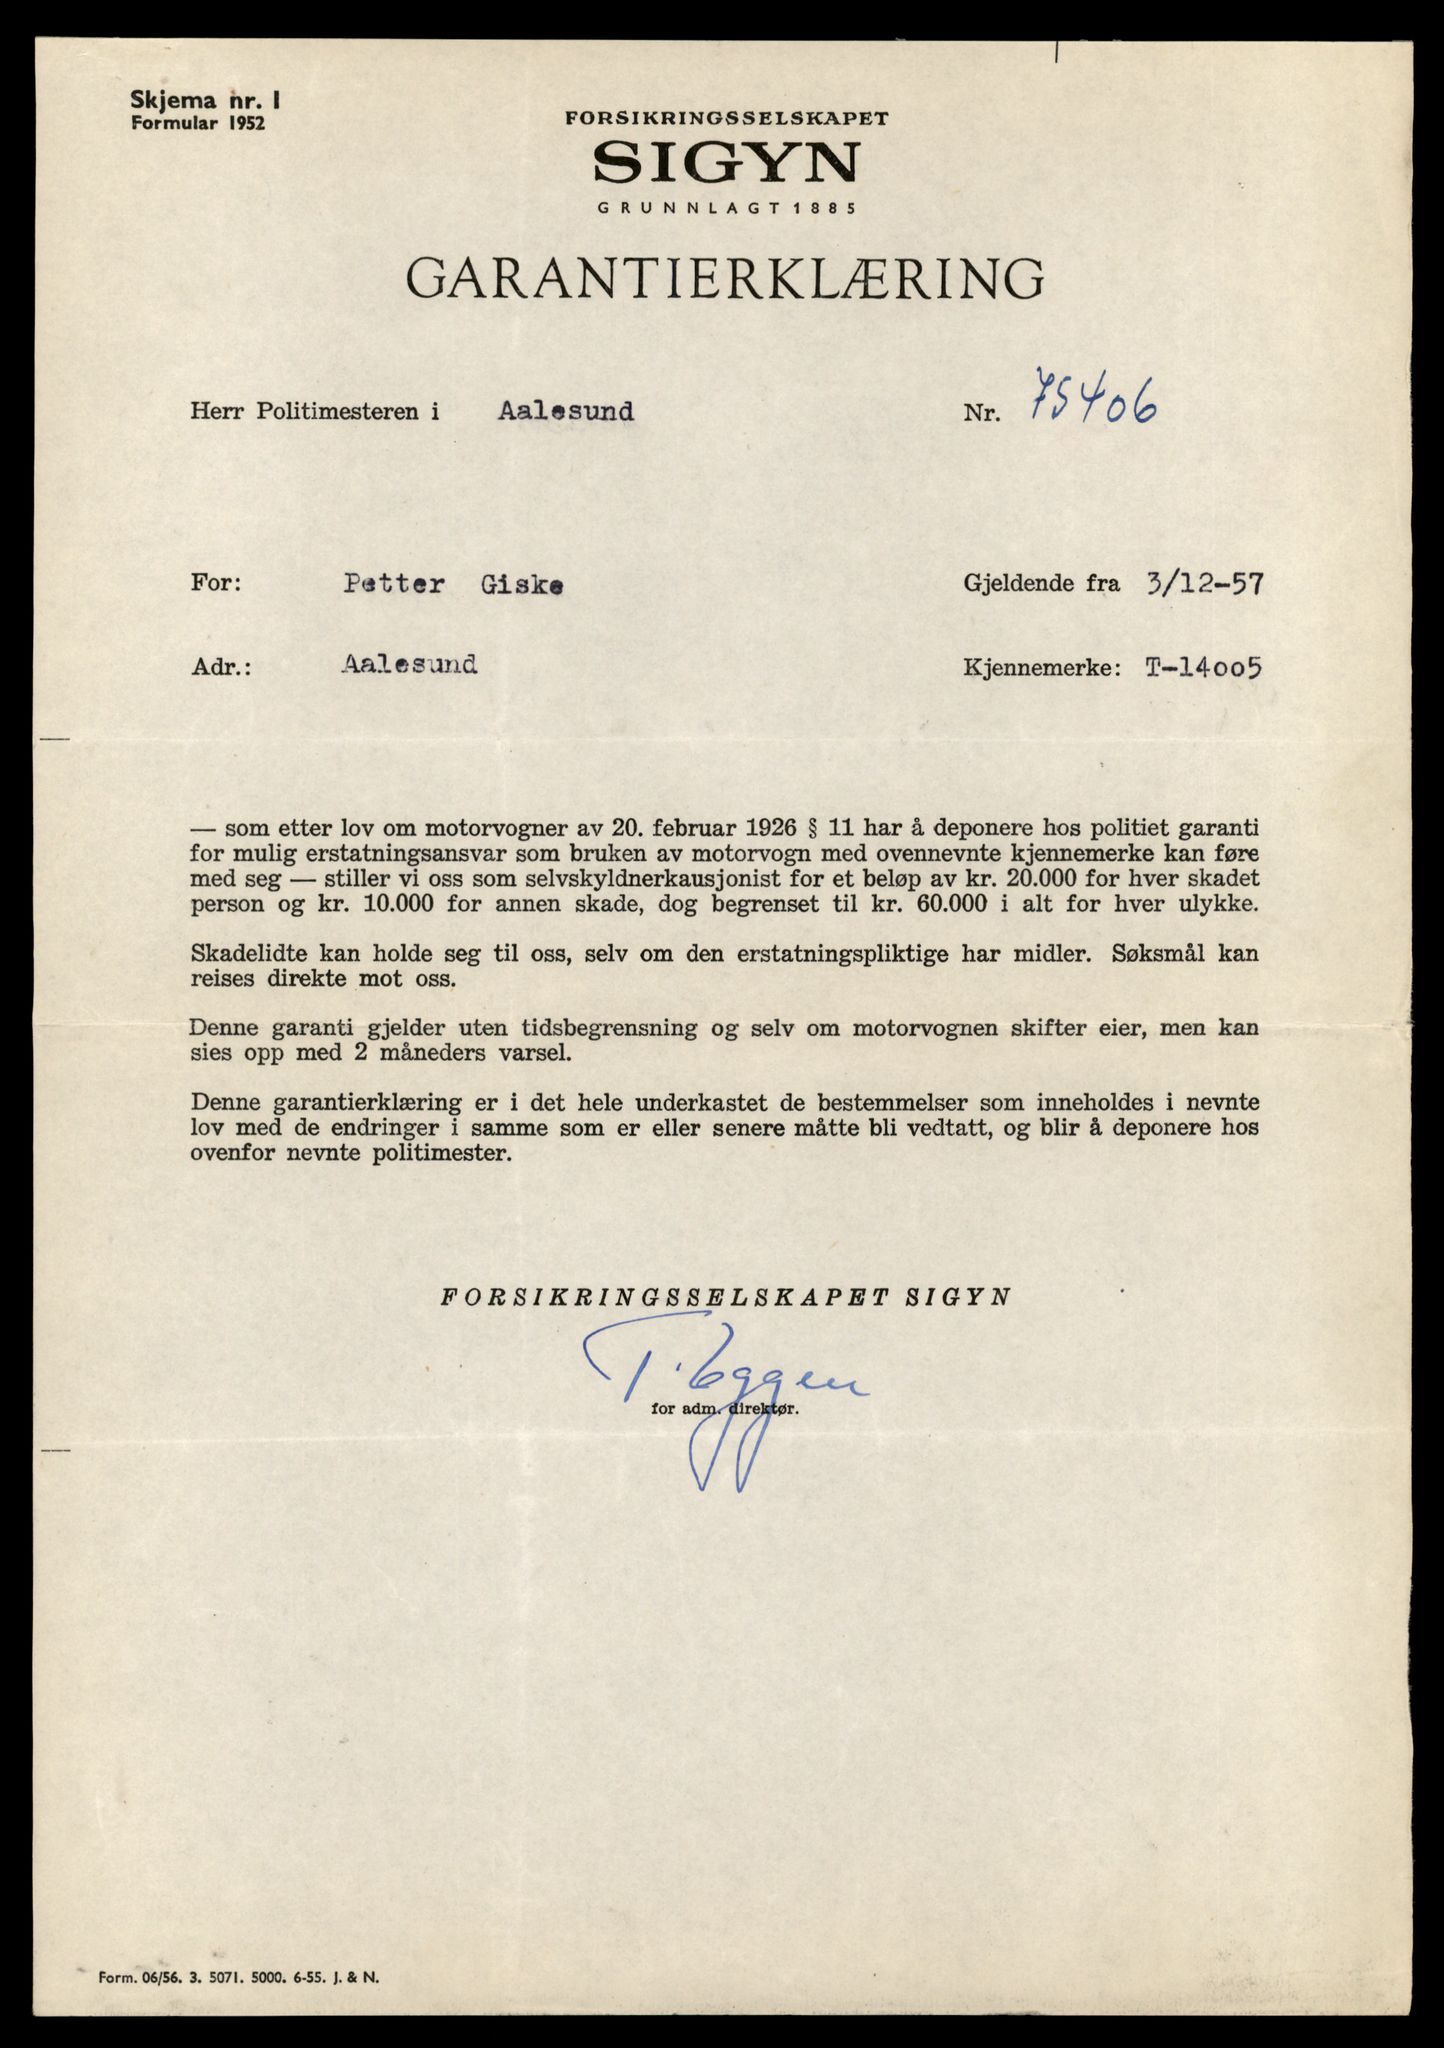 Skjema nr. 1
Formular 1952
FORSIKRINGSSELSKAPET
SIGYN
GRUNNLAGT 1885
GARANTIERKLÆRING
Herr Politimesteren i Aalesund Nr. 75406
For: Petter Giske Gjeldende fra 3/12-57
Adr.: Aalesund Kjennemerke: T-14005
— som etter lov om motorvogner av 20. februar 1926 § 11 har å deponere hos politiet garanti
for mulig erstatningsansvar som bruken av motorvogn med ovennevnte kjennemerke kan føre
med seg — stiller vi oss som selvskyldnerkausjonist for et beløp av kr. 20.000 for hver skadet
person og kr. 10.000 for annen skade, dog begrenset til kr. 60.000 i alt for hver ulykke.
Skadelidte kan holde seg til oss, selv om den erstatningspliktige har midler. Søksmål kan
reises direkte mot oss.
Denne garanti gjelder uten tidsbegrensning og selv om motorvognen skifter eier, men kan
sies opp med 2 måneders varsel.
Denne garantierklæring er i det hele underkastet de bestemmelser som inneholdes i nevnte
lov med de endringer i samme som er eller senere måtte bli vedtatt, og blir å deponere hos
ovenfor nevnte politimester.
FORSIKRINGSSELSKAPET SIGYN
T. Eggen
for adm. direktør.
Form. 06/56. 3. 5071. 5000. 6-55. J. & N.